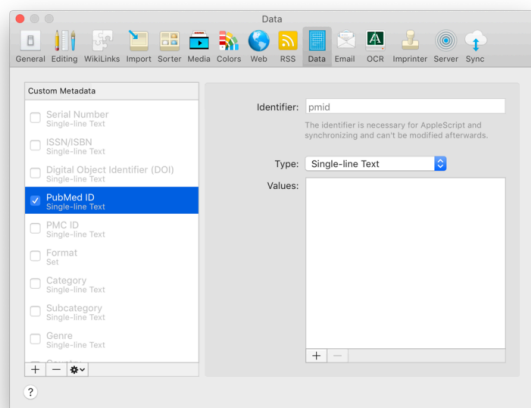 Data
General Editing WikiLinks Import Sorter Media Colors Web RSS Data Email OCR Imprinter Server Sync
Custom Metadata
Serial Number
Single-line Text
ISSN/ISBN
Single-line Text
Digital Object Identifier (DOI)
Single-line Text
PubMed ID
Single-line Text
PMC ID
Single-line Text
Format
Set
Category
Single-line Text
Subcategory
Single-line Text
Genre
Single-line Text
Identifier: pmid
The identifier is necessary for AppleScript and
synchronizing and can't be modified afterwards.
Type: Single-line Text
Values:
+ −
+ −
?